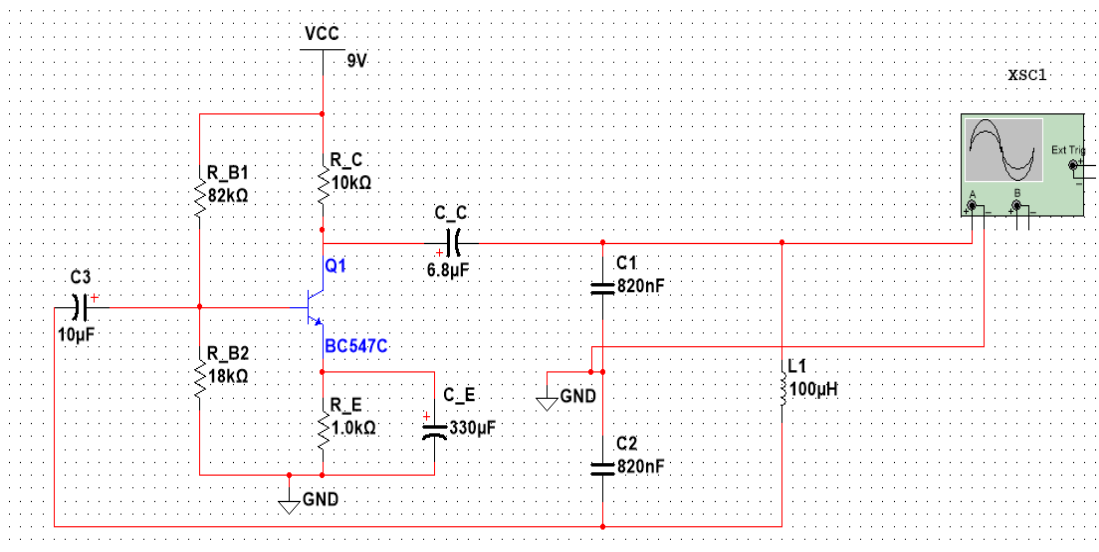 VCC
9V
XSC1
Ext Trig
+
−
A
B
+
−
+
−
R_B1
82kΩ
R_C
10kΩ
C_C
+
6.8µF
Q1
BC547C
C3
+
10µF
R_B2
18kΩ
R_E
1.0kΩ
C_E
+
330µF
GND
C1
820nF
GND
C2
820nF
L1
100µH